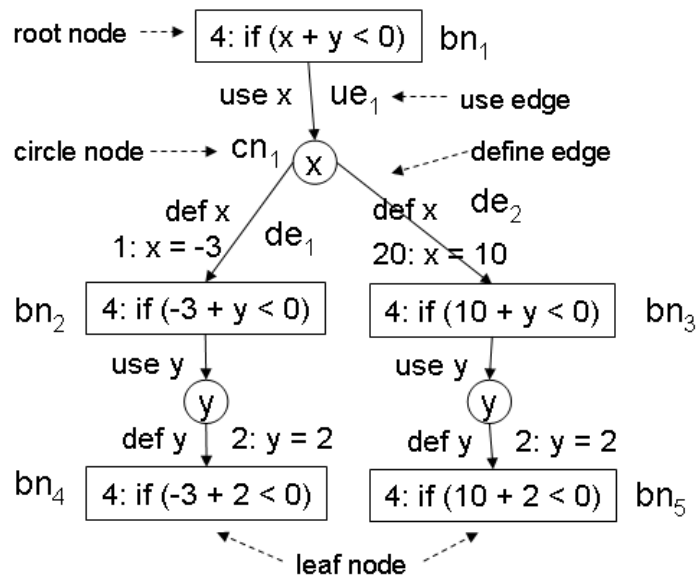 root node
4: if (x + y < 0)
bn1
use x
ue1
use edge
circle node
cn1
x
define edge
def x
1: x = -3
de1
def x
de2
20: x = 10
bn2
4: if (-3 + y < 0)
4: if (10 + y < 0)
bn3
use y
use y
y
y
def y 2: y = 2
def y 2: y = 2
bn4
4: if (-3 + 2 < 0)
4: if (10 + 2 < 0)
bn5
leaf node